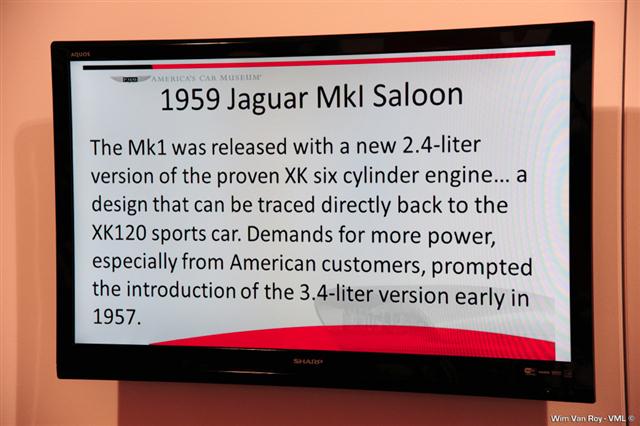 AQUOS
AMERICA'S CAR MUSEUM®
1959 Jaguar MkI Saloon
The Mk1 was released with a new 2.4-liter
version of the proven XK six cylinder engine... a
design that can be traced directly back to the
XK120 sports car. Demands for more power,
especially from American customers, prompted
the introduction of the 3.4-liter version early in
1957.
SHARP
Wim Van Roy - VML ©